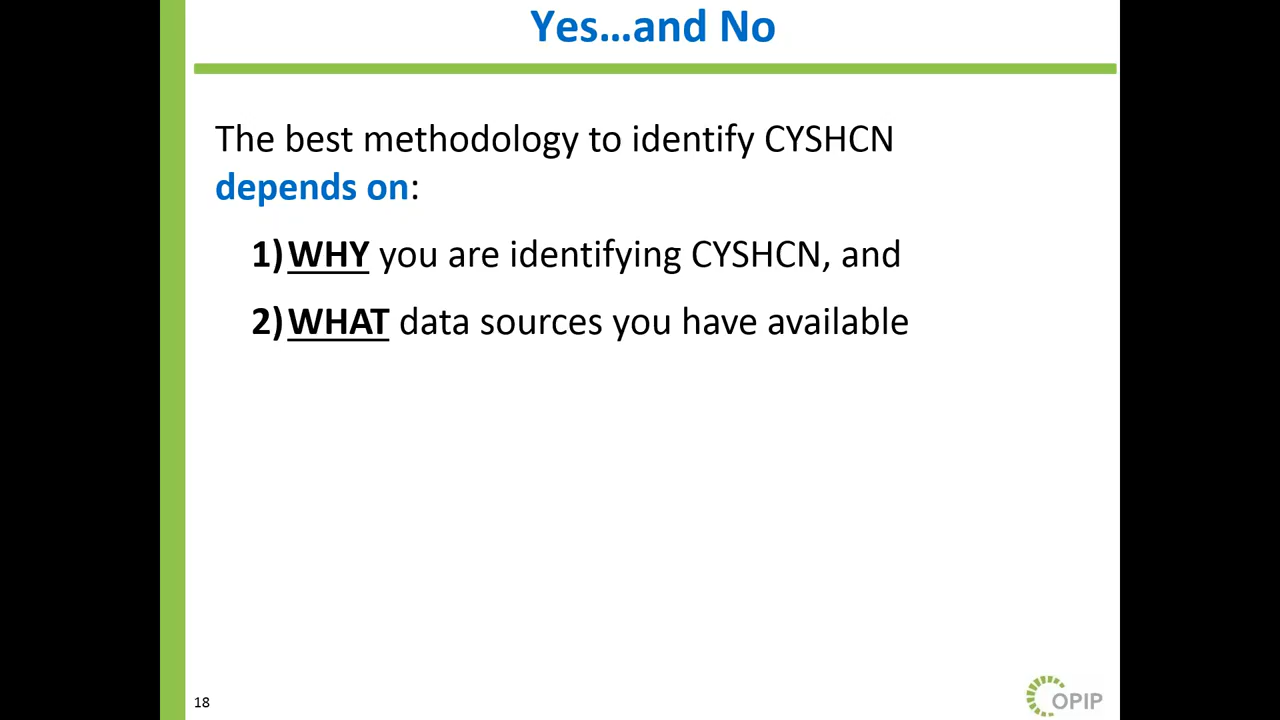 Yes...and No
The best methodology to identify CYSHCN
depends on:
1) WHY you are identifying CYSHCN, and
2) WHAT data sources you have available
18
OPIP